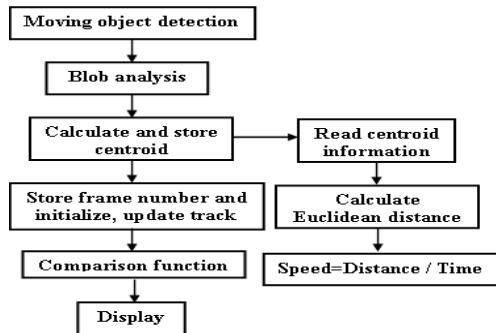 Moving object detection
Blob analysis
Calculate and store
centroid
Read centroid
information
Store frame number and
initialize, update track
Calculate
Euclidean distance
Comparison function
Speed=Distance / Time
Display